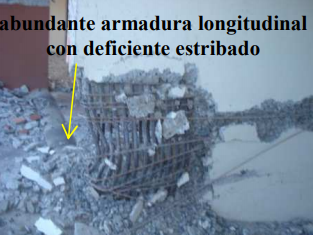 abundante armadura longitudinal
con deficiente estribado